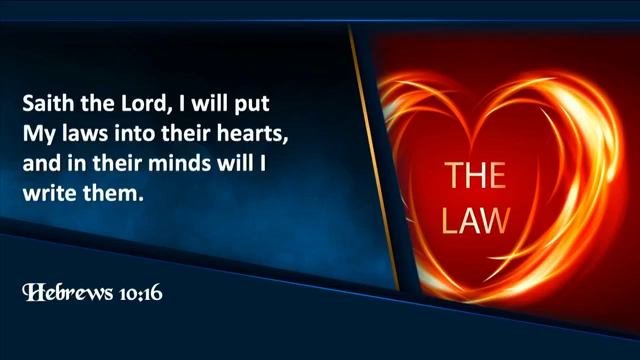 Saith the Lord, I will put
My laws into their hearts,
and in their minds will I
write them.
THE
LAW
Hebrews 10:16